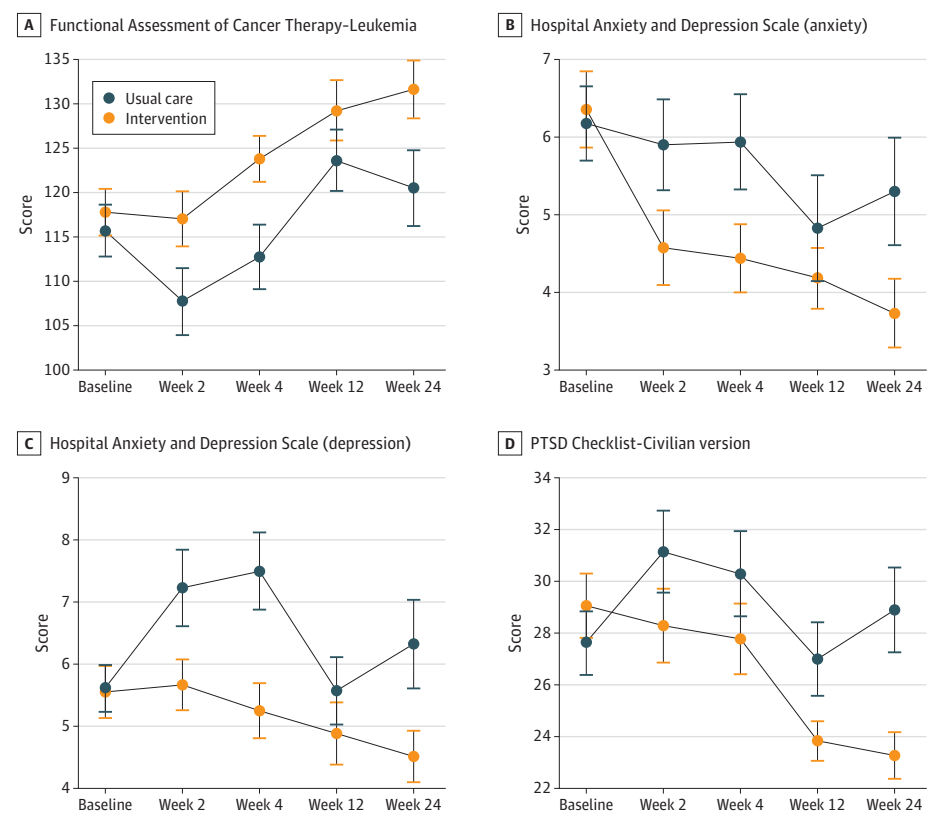 A Functional Assessment of Cancer Therapy-Leukemia
135
130
125
120
115
110
105
100
Score
Usual care
Intervention
Baseline Week 2 Week 4 Week 12 Week 24
B Hospital Anxiety and Depression Scale (anxiety)
7
6
5
4
3
Score
Baseline Week 2 Week 4 Week 12 Week 24
C Hospital Anxiety and Depression Scale (depression)
9
8
7
6
5
4
Score
Baseline Week 2 Week 4 Week 12 Week 24
D PTSD Checklist-Civilian version
34
32
30
28
26
24
22
Score
Baseline Week 2 Week 4 Week 12 Week 24